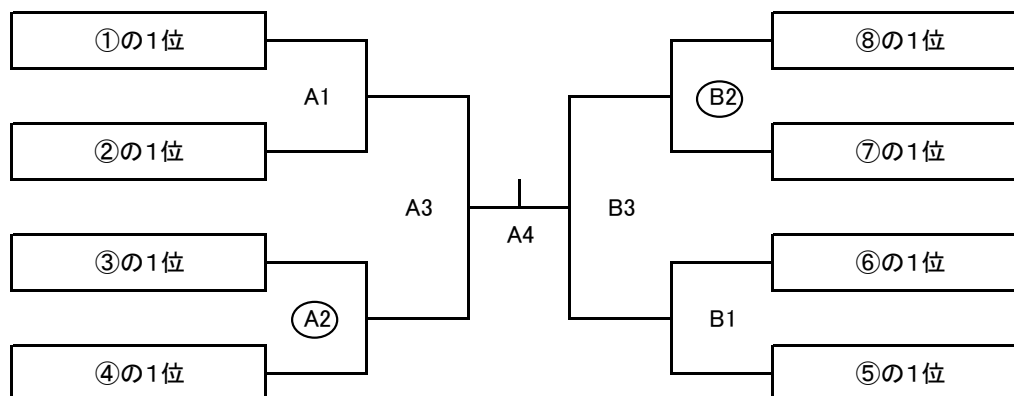 ①の1位
⑧の1位
A1
B2
②の1位
⑦の1位
A3
B3
A4
③の1位
⑥の1位
A2
B1
④の1位
⑤の1位